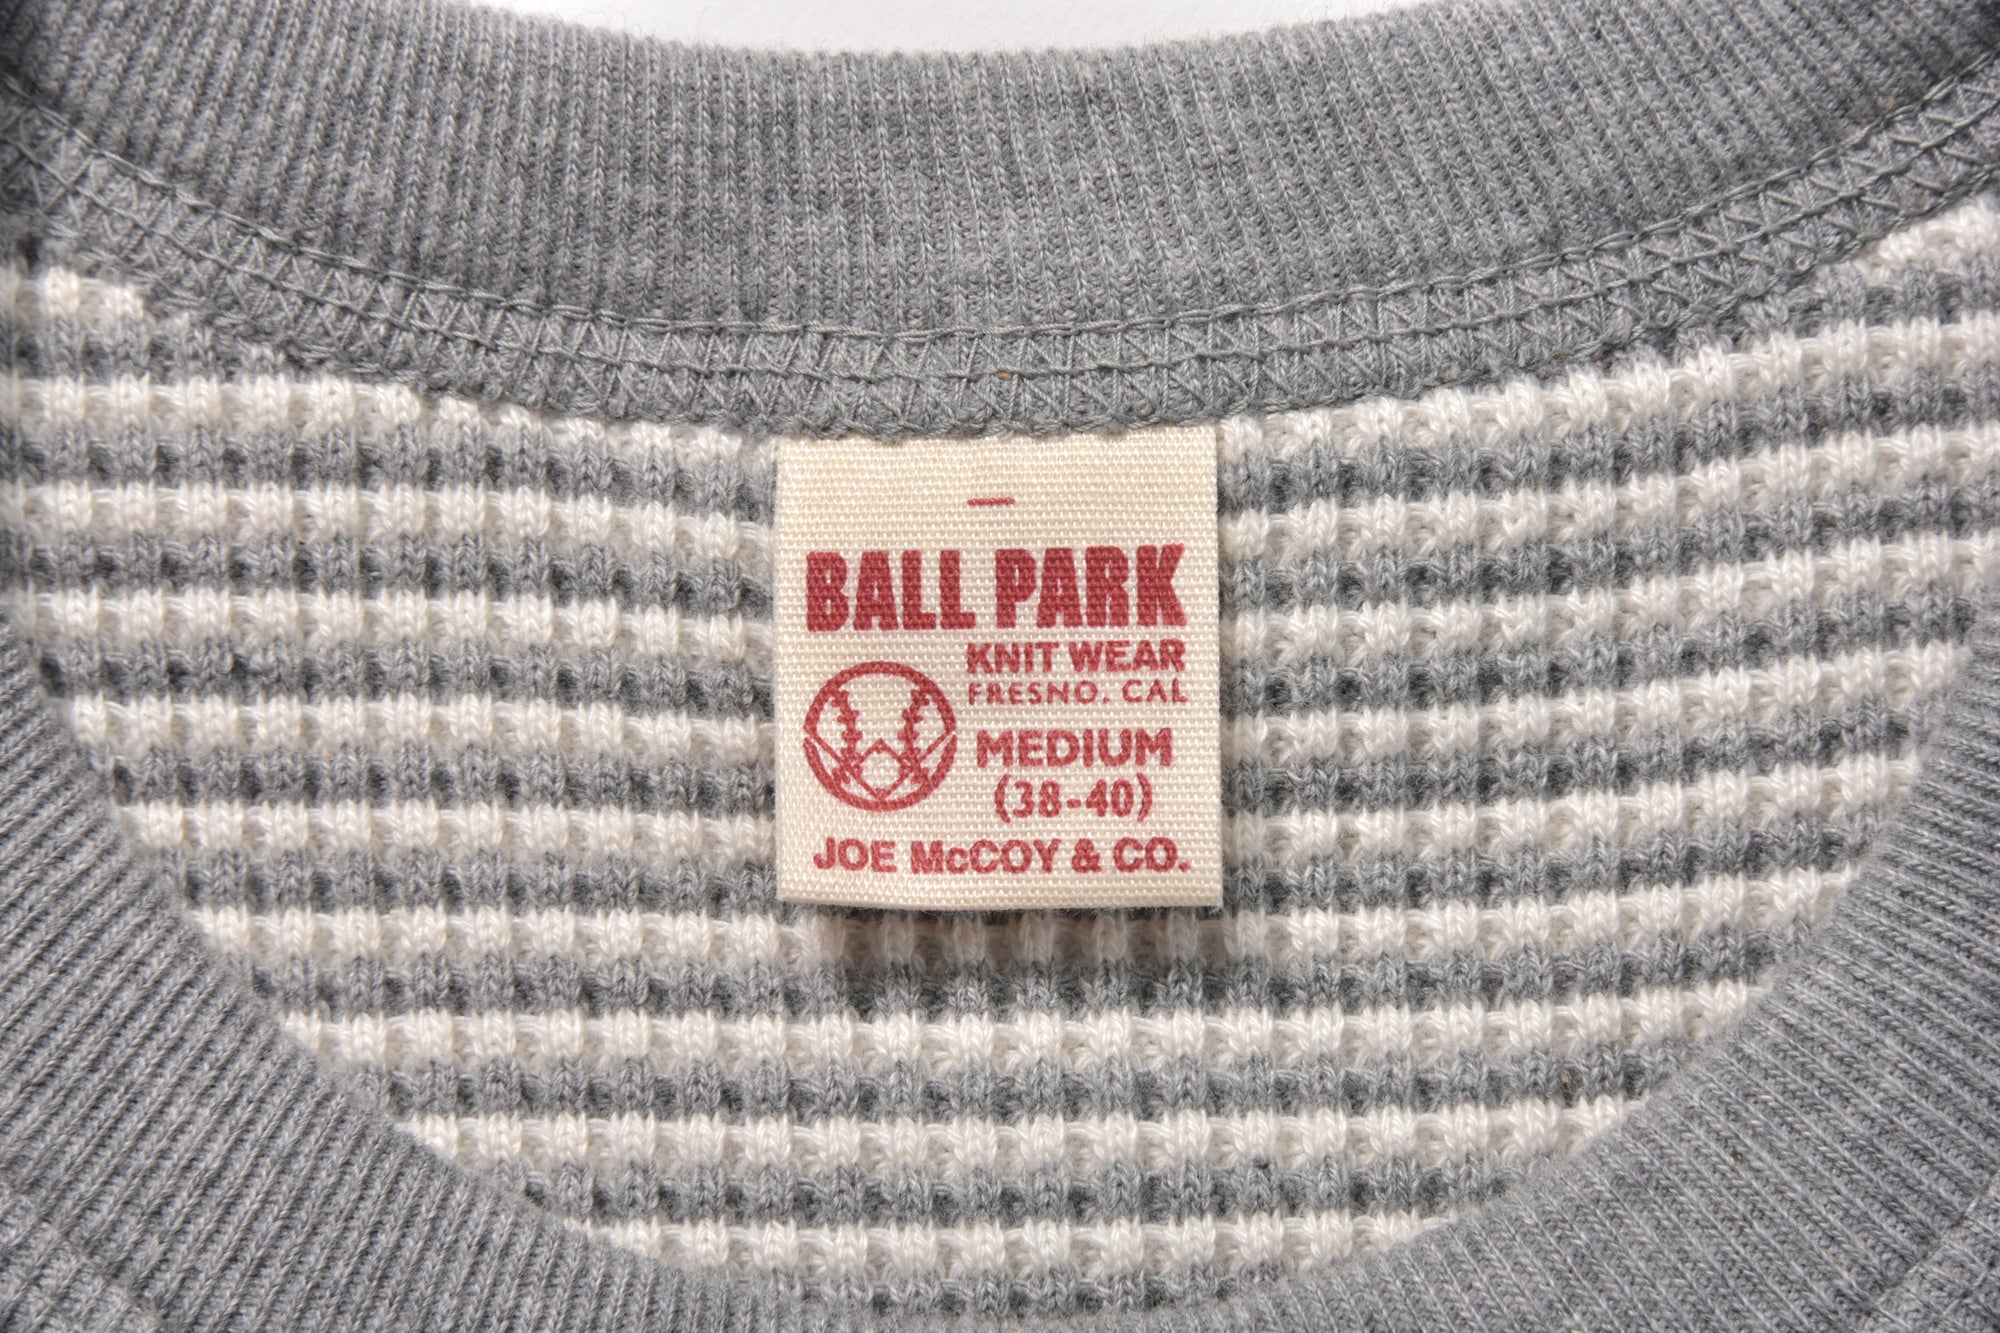 BALL PARK
KNIT WEAR
FRESNO. CAL
MEDIUM
(38-40)
JOE McCOY & CO.